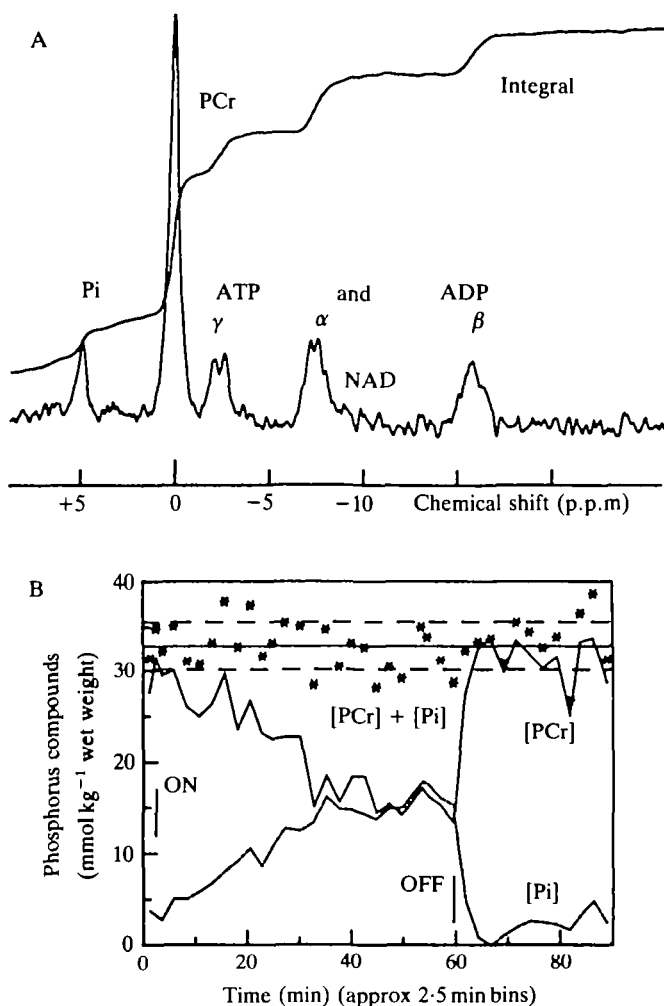 A
PCr
Integral
Pi
ATP and ADP
γ α β
NAD
+5 0 -5 -10 Chemical shift (p.p.m)
B
Phosphorus compounds
(mmol kg⁻¹ wet weight)
40
30
20
10
0
[PCr] + [Pi]
[PCr]
ON
OFF
[Pi]
0 20 40 60 80
Time (min) (approx 2·5 min bins)